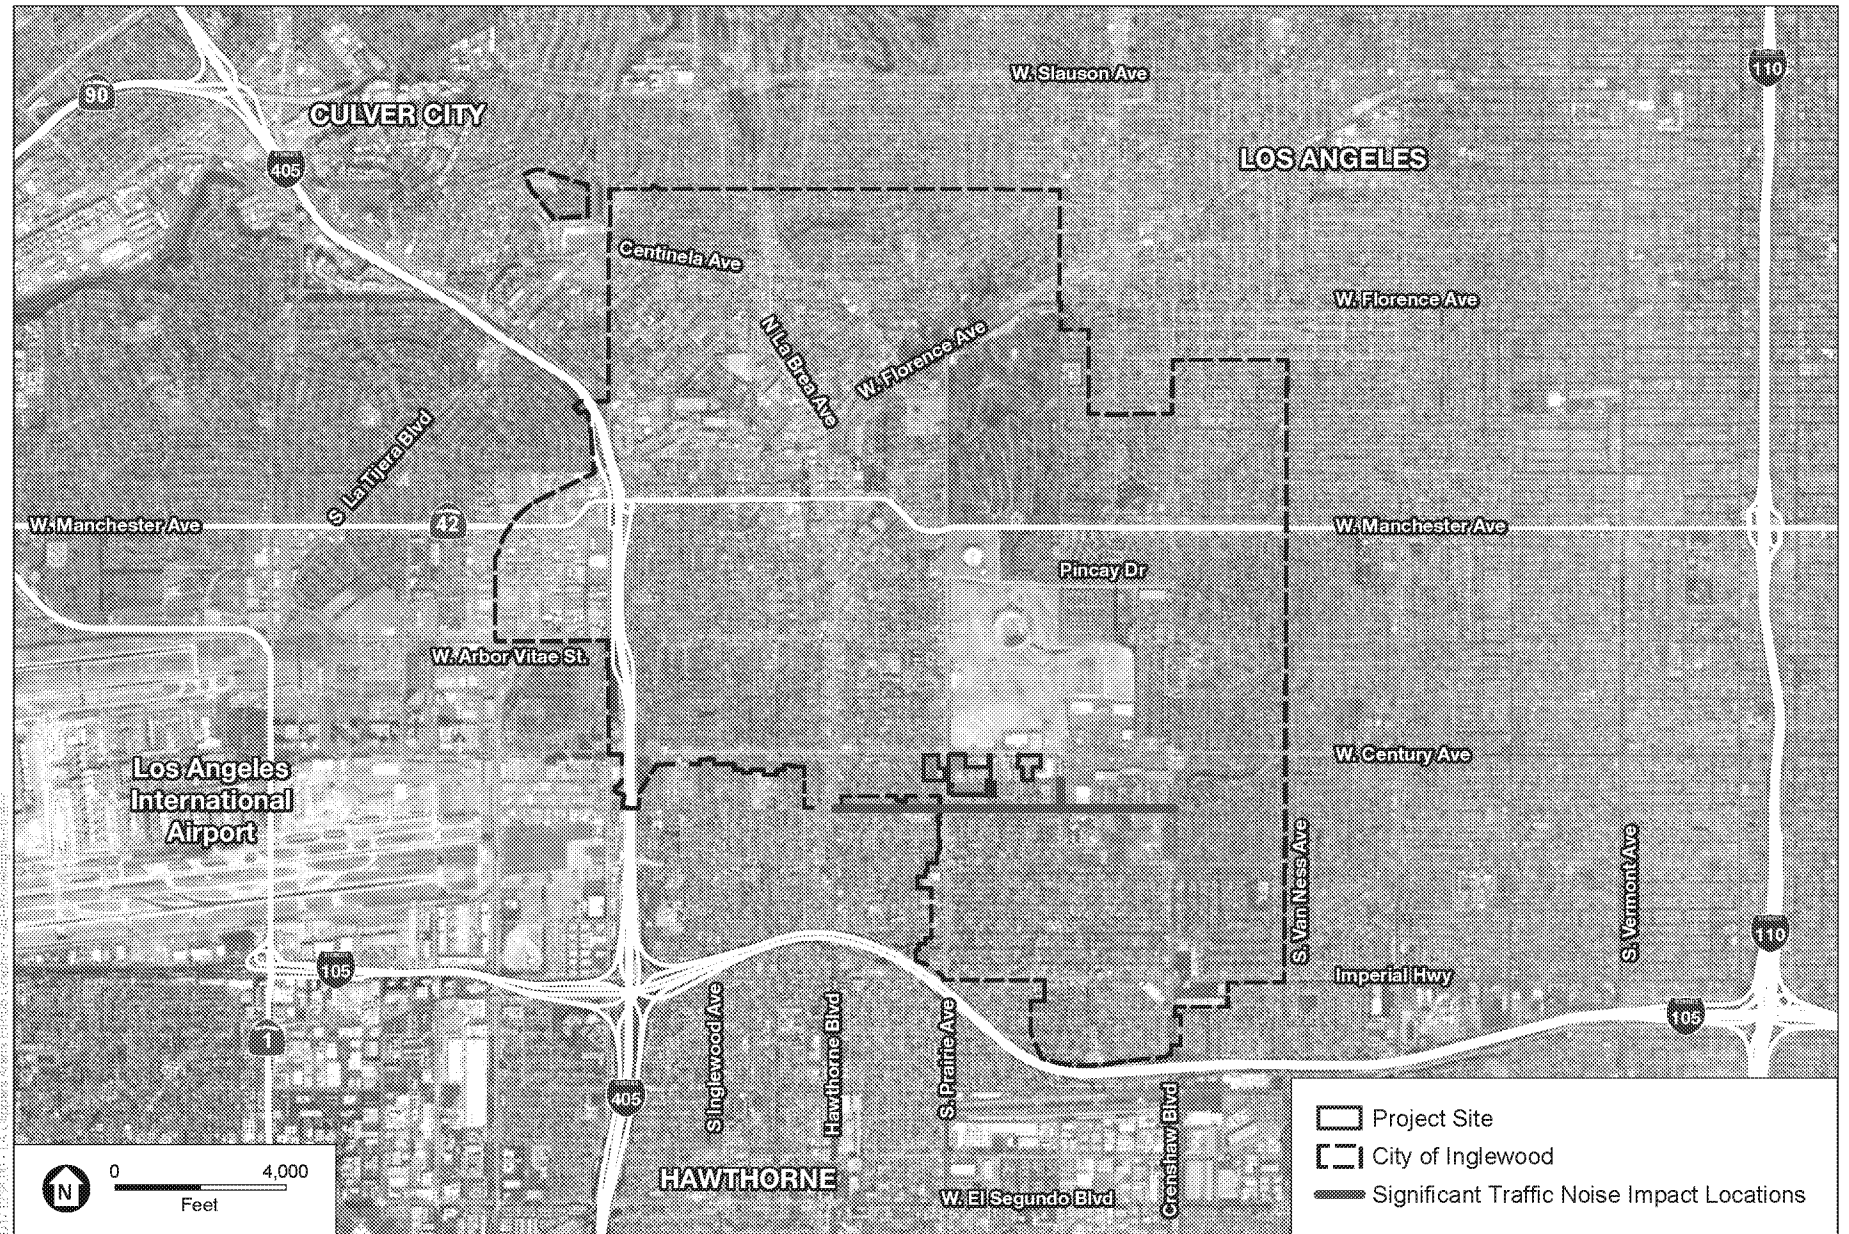 W. Slauson Ave
110
90
CULVER CITY
LOS ANGELES
405
Centinela Ave
W. Florence Ave
N La Brea Ave
W. Florence Ave
S La Tijera Blvd
W. Manchester Ave
42
W. Manchester Ave
Pincay Dr
W. Arbor Vitae St.
Los Angeles
International
Airport
W. Century Ave
S. Van Ness Ave
S. Vermont Ave
110
105
Imperial Hwy
105
1
S Inglewood Ave
Hawthorne Blvd
S. Prairie Ave
405
Crenshaw Blvd
HAWTHORNE
W. El Segundo Blvd
N
0 4,000
Feet
Project Site
City of Inglewood
Significant Traffic Noise Impact Locations